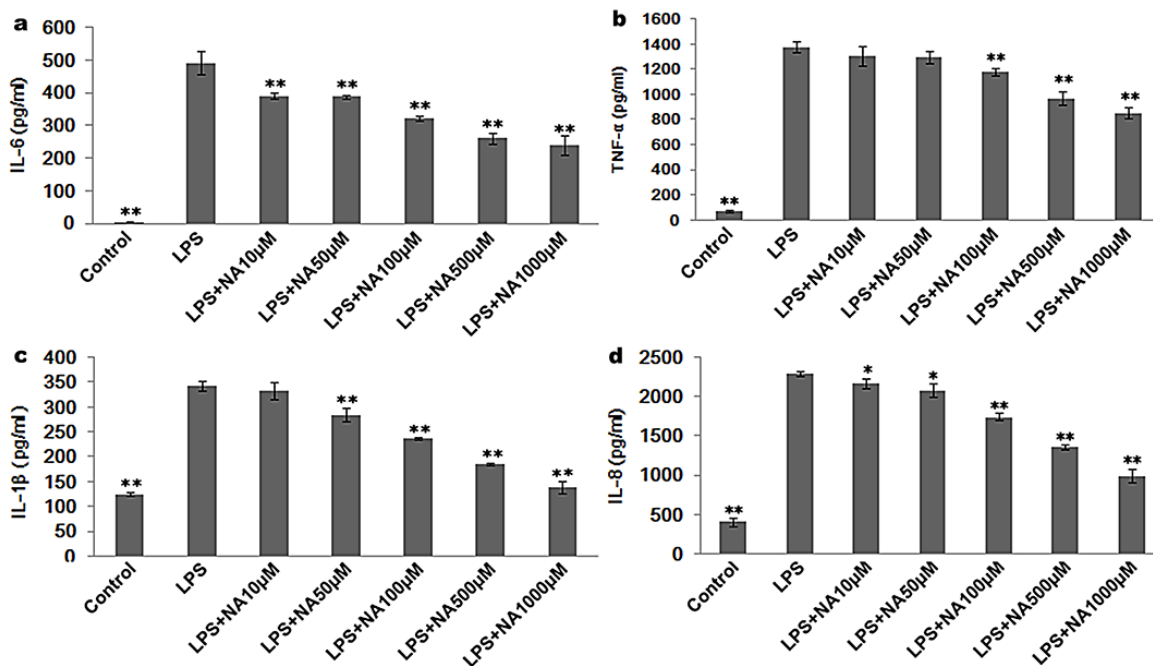 a
IL-6 (pg/ml)
600
500
400
300
200
100
0
**
**
**
**
**
**
Control
LPS
LPS+NA10μM
LPS+NA50μM
LPS+NA100μM
LPS+NA500μM
LPS+NA1000μM
b
TNF-α (pg/ml)
1600
1400
1200
1000
800
600
400
200
0
**
**
**
**
Control
LPS
LPS+NA10μM
LPS+NA50μM
LPS+NA100μM
LPS+NA500μM
LPS+NA1000μM
c
IL-1β (pg/ml)
400
350
300
250
200
150
100
50
0
**
**
**
**
**
Control
LPS
LPS+NA10μM
LPS+NA50μM
LPS+NA100μM
LPS+NA500μM
LPS+NA1000μM
d
IL-8 (pg/ml)
2500
2000
1500
1000
500
0
**
*
*
**
**
**
Control
LPS
LPS+NA10μM
LPS+NA50μM
LPS+NA100μM
LPS+NA500μM
LPS+NA1000μM